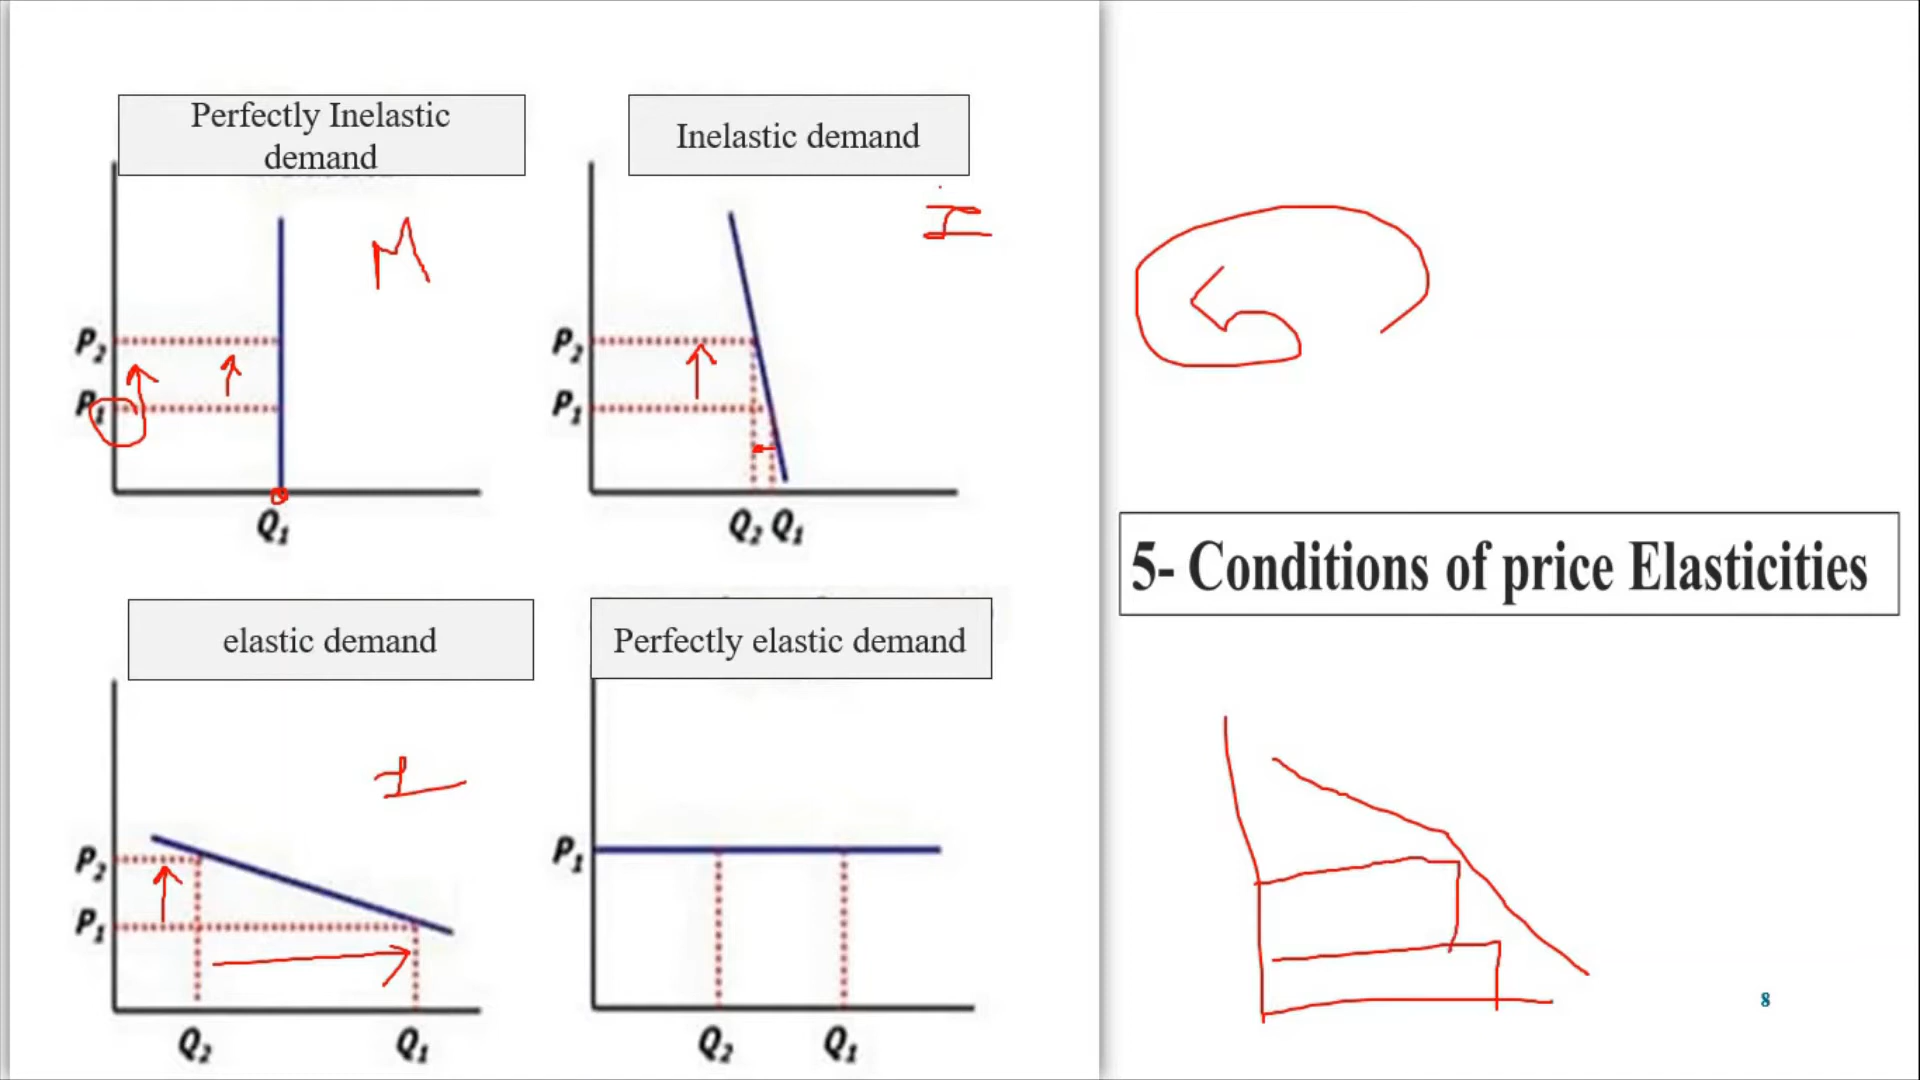 Perfectly Inelastic
demand
M
P₂
P₁
Q₁
Inelastic demand
I
P₂
P₁
Q₂ Q₁
elastic demand
P₂
P₁
Q₂ Q₁
Perfectly elastic demand
P₁
Q₂ Q₁
5- Conditions of price Elasticities
8